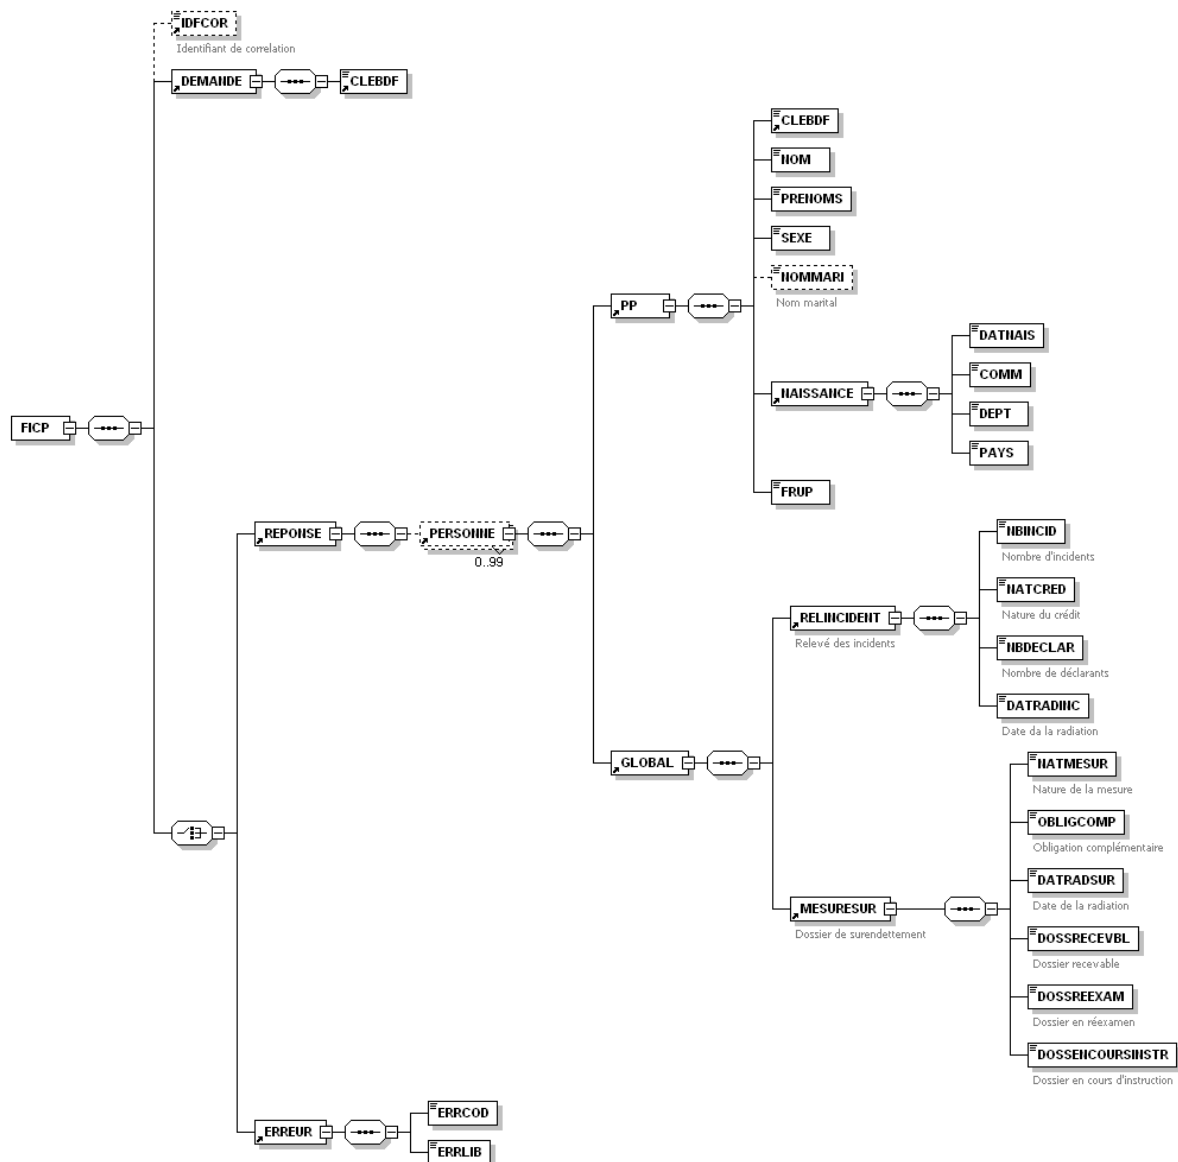 IDFCOR
Identifiant de correlation
DEMANDE
CLEBDF
CLEBDF
NOM
PRENOMS
SEXE
NOMMARI
Nom marital
PP
DATNAIS
COMM
NAISSANCE
DEPT
PAYS
FICP
FRUP
REPONSE
PERSONNE
0..99
NBINCID
Nombre d'incidents
NATCRED
Nature du crédit
RELINCIDENT
Relevé des incidents
NBDECLAR
Nombre de déclarants
DATRADINC
Date da la radiation
GLOBAL
NATMESUR
Nature de la mesure
OBLIGCOMP
Obligation complémentaire
DATRADSUR
Date de la radiation
MESURESUR
Dossier de surendettement
DOSSRECEVBL
Dossier recevable
DOSSREEXAM
Dossier en réexamen
DOSSENCOURSINSTR
Dossier en cours d'instruction
ERREUR
ERRCOD
ERRLIB